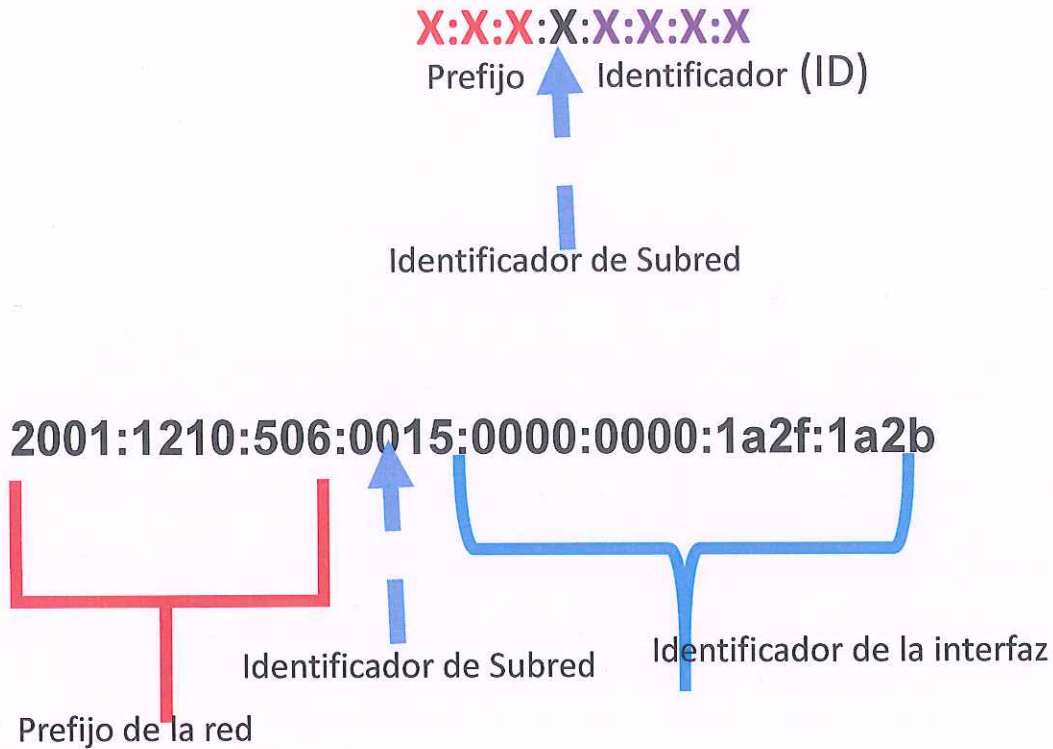 X:X:X:X:X:X:X:X
Prefijo Identificador (ID)
Identificador de Subred
2001:1210:506:0015:0000:0000:1a2f:1a2b
Identificador de Subred Identificador de la interfaz
Prefijo de la red